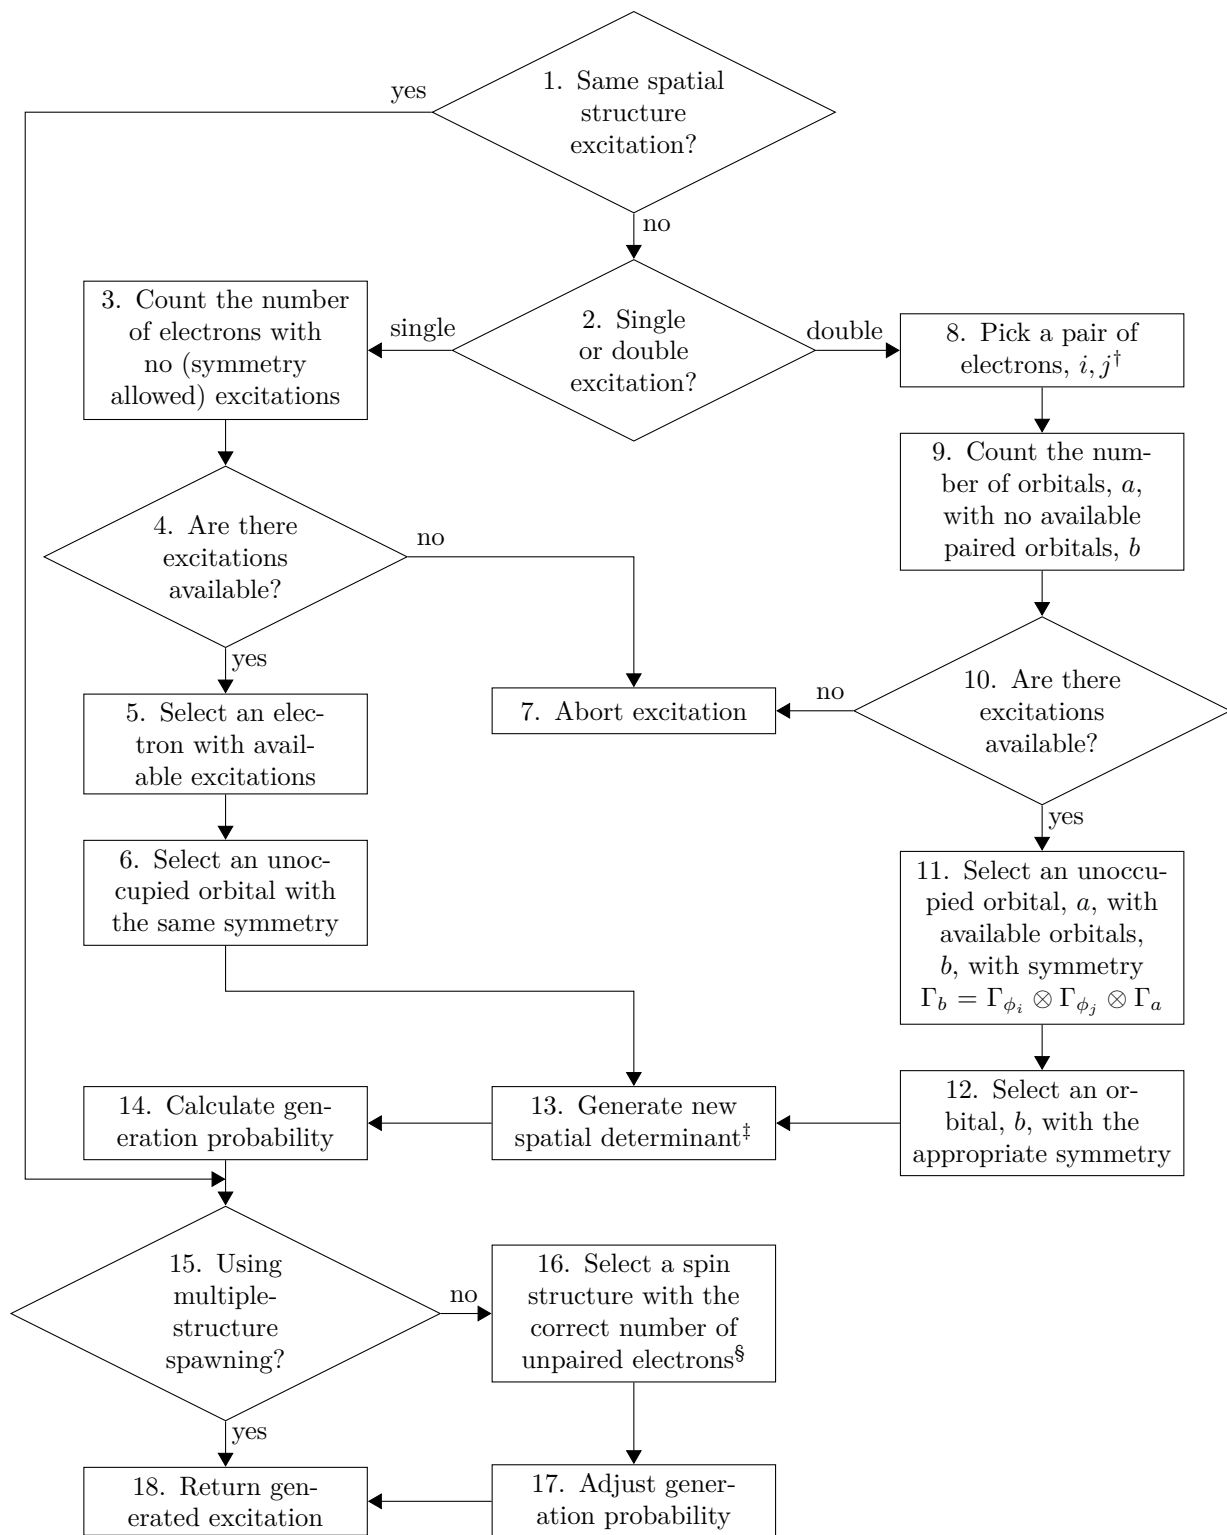 1. Same spatial
structure
excitation?
yes
no
2. Single
or double
excitation?
single
double
3. Count the number
of electrons with
no (symmetry
allowed) excitations
4. Are there
excitations
available?
no
yes
5. Select an elec-
tron with avail-
able excitations
6. Select an unoc-
cupied orbital with
the same symmetry
7. Abort excitation
8. Pick a pair of
electrons, i, j†
9. Count the num-
ber of orbitals, a,
with no available
paired orbitals, b
10. Are there
excitations
available?
no
yes
11. Select an unoccu-
pied orbital, a, with
available orbitals,
b, with symmetry
Γ_b = Γ_{ϕ_i} ⊗ Γ_{ϕ_j} ⊗ Γ_a
12. Select an or-
bital, b, with the
appropriate symmetry
13. Generate new
spatial determinant‡
14. Calculate gen-
eration probability
15. Using
multiple-
structure
spawning?
no
yes
16. Select a spin
structure with the
correct number of
unpaired electrons§
17. Adjust gener-
ation probability
18. Return gen-
erated excitation